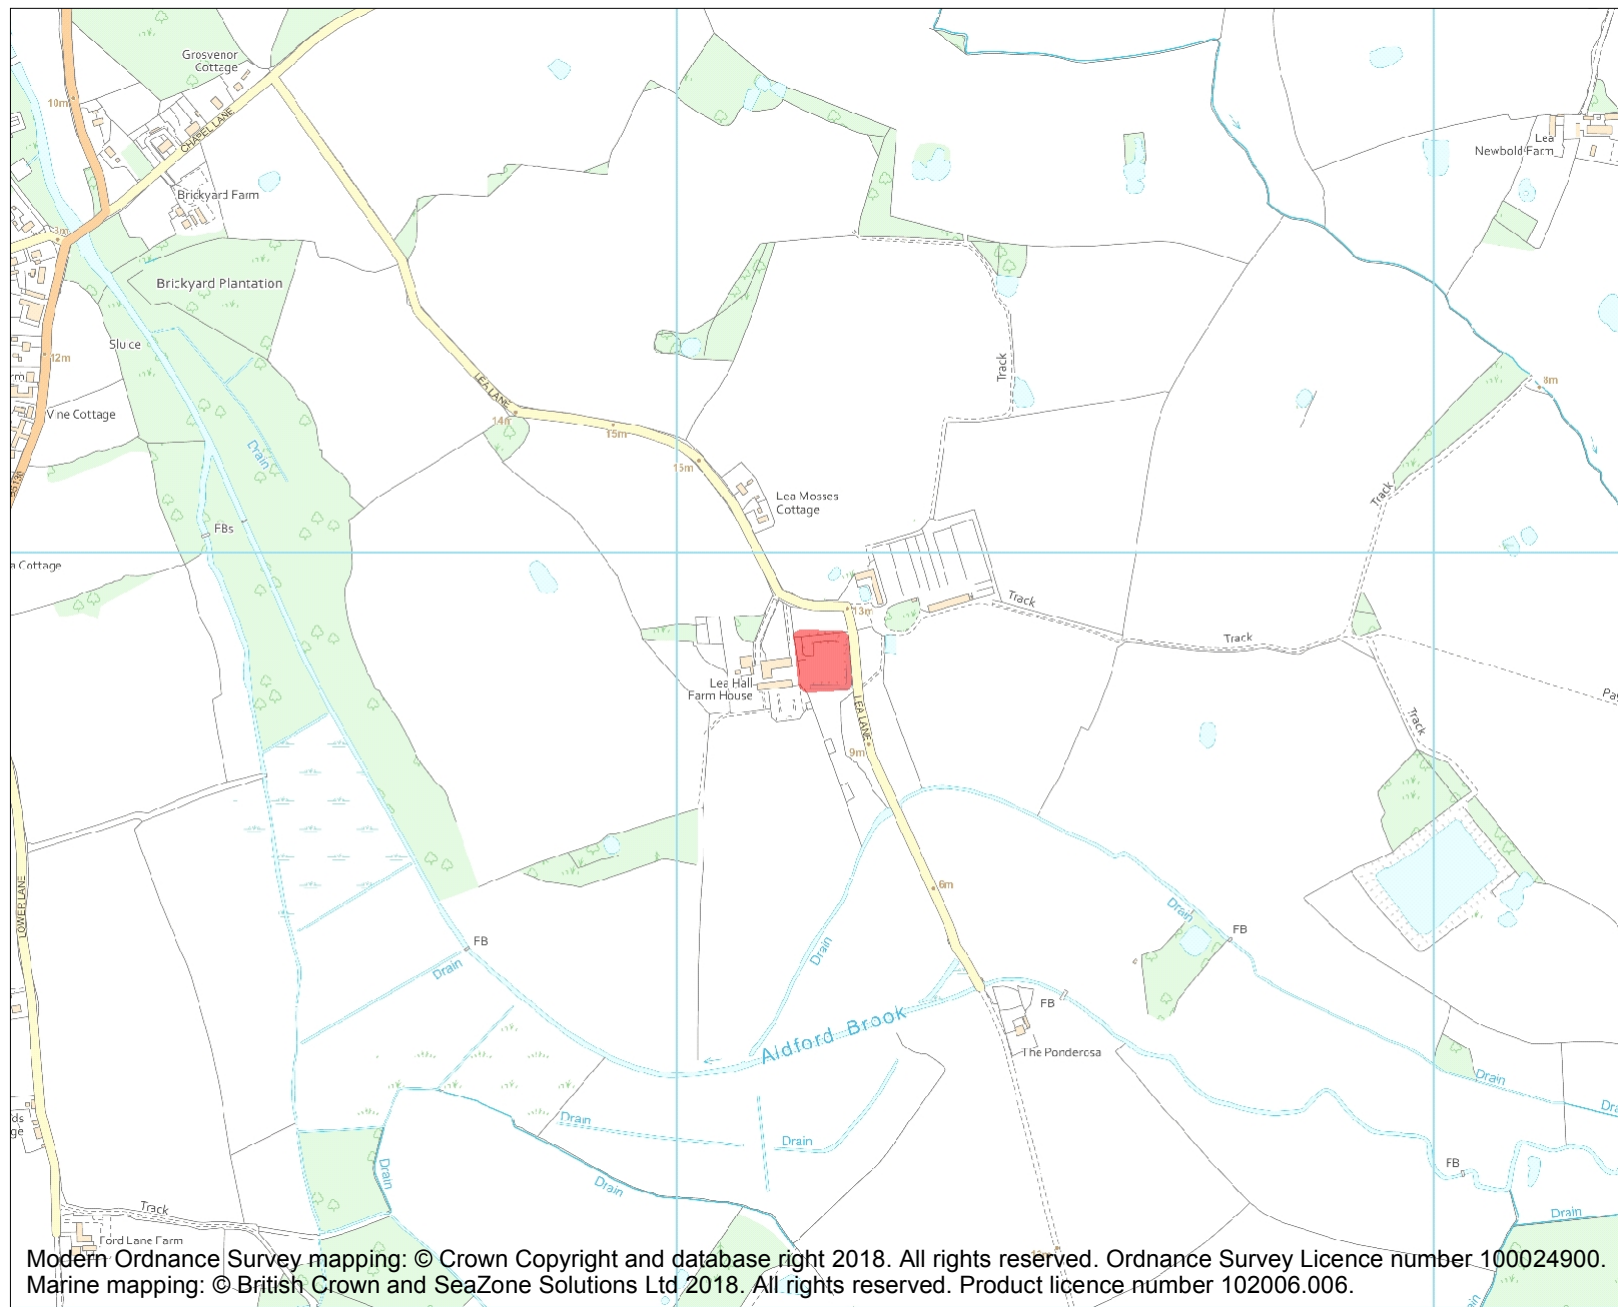 Grosvenor
Cottage
10m
CHAPEL LANE
Lea
Newbold Farm
Brickyard Farm
Brickyard Plantation
Sluce
12m
Track
8m
LEA LANE
14m
15m
15m
Vine Cottage
Drain
Track
Lea Mosses
Cottage
FBs
a Cottage
Track
13m
Track
Lea Hall
Farm House
LEA LANE
Track
9m
LOWER LANE
6m
Drain
FB
FB
Drain
Drain
FB
Aldford Brook
The Ponderosa
Drain
Drain
Drain
Drain
Drain
FB
Track
Drain
Ford Lane Farm
Modern Ordnance Survey mapping: © Crown Copyright and database right 2018. All rights reserved. Ordnance Survey Licence number 100024900.
Marine mapping: © British Crown and SeaZone Solutions Ltd 2018. All rights reserved. Product licence number 102006.006.